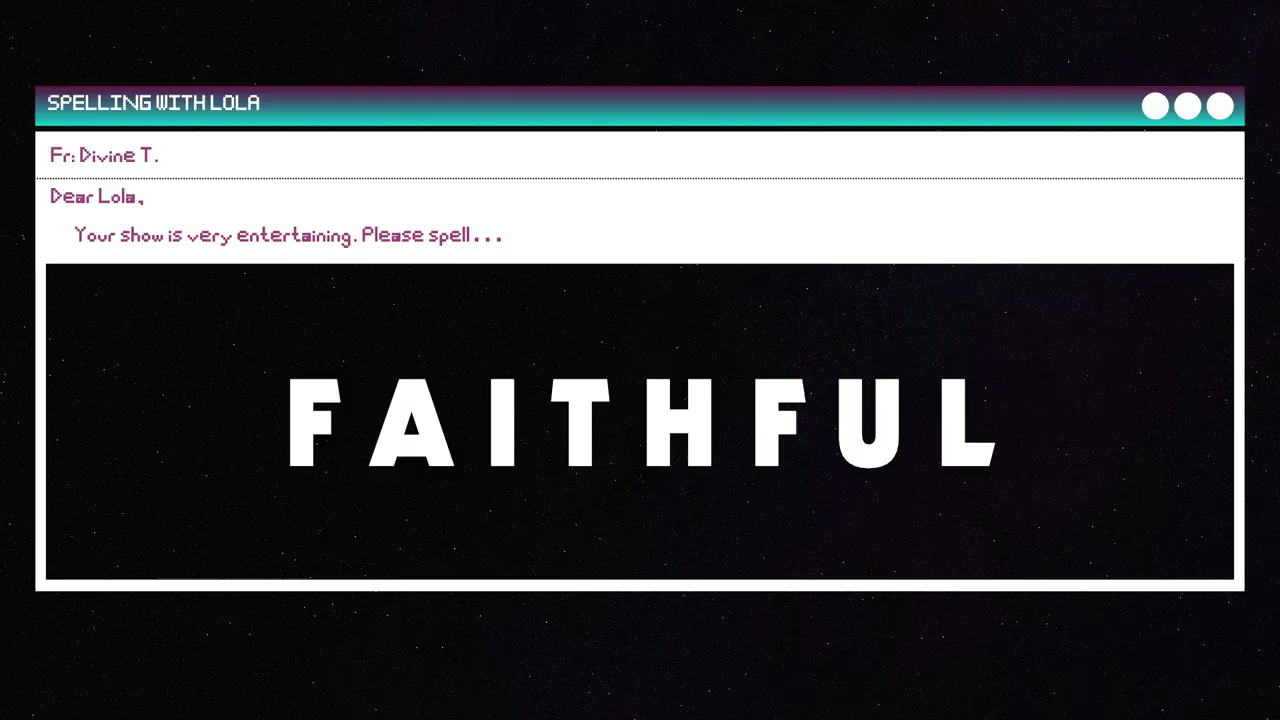 SPELLING WITH LOLA
Fr: Divine T.
Dear Lola,
Your show is very entertaining. Please spell...
FAITHFUL